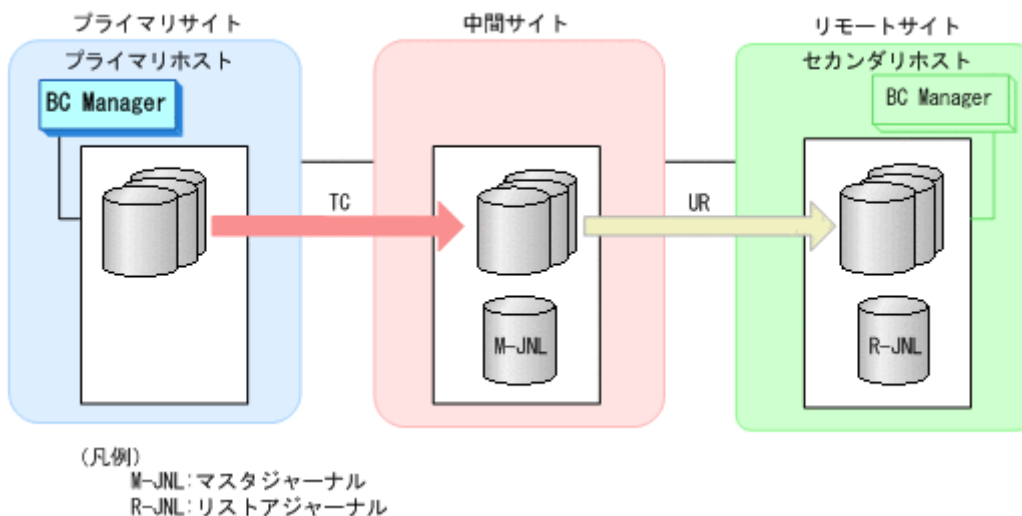 プライマリサイト
プライマリホスト
BC Manager
中間サイト
リモートサイト
セカンダリホスト
BC Manager
TC
UR
M-JNL
R-JNL
(凡例)
M-JNL:マスタジャーナル
R-JNL:リストアジャーナル